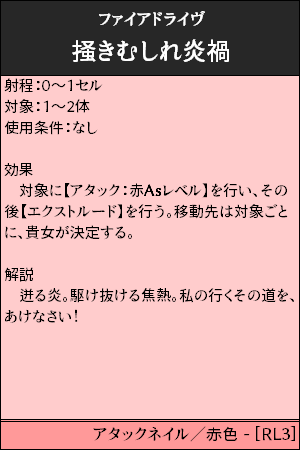 ファイアドライヴ
掻きむしれ炎禍
射程：0～1セル
対象：1～2体
使用条件：なし
効果
　対象に【アタック：赤Asレベル】を行い、その
後【エクストルード】を行う。移動先は対象ごと
に、貴女が決定する。
解説
　迸る炎。駆け抜ける焦熱。私の行くその道を、
あけなさい！
アタックネイル／赤色 - [RL3]